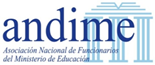 andime
Asociación Nacional de Funcionarios
del Ministerio de Educación